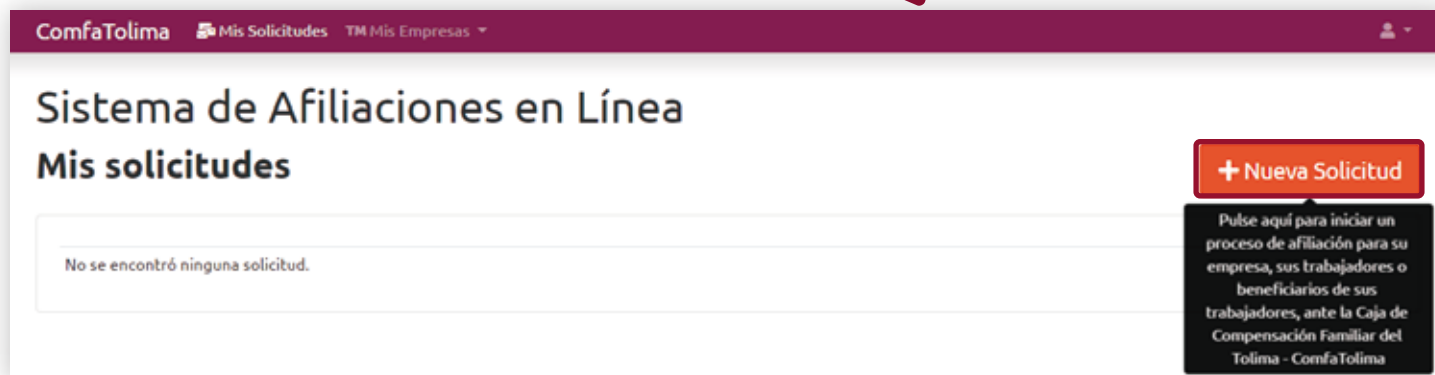 ComfaTolima Mis Solicitudes TM Mis Empresas
Sistema de Afiliaciones en Línea
Mis solicitudes
+ Nueva Solicitud
Pulse aquí para iniciar un
proceso de afiliación para su
empresa, sus trabajadores o
beneficiarios de sus
trabajadores, ante la Caja de
Compensación Familiar del
Tolima - ComfaTolima
No se encontró ninguna solicitud.